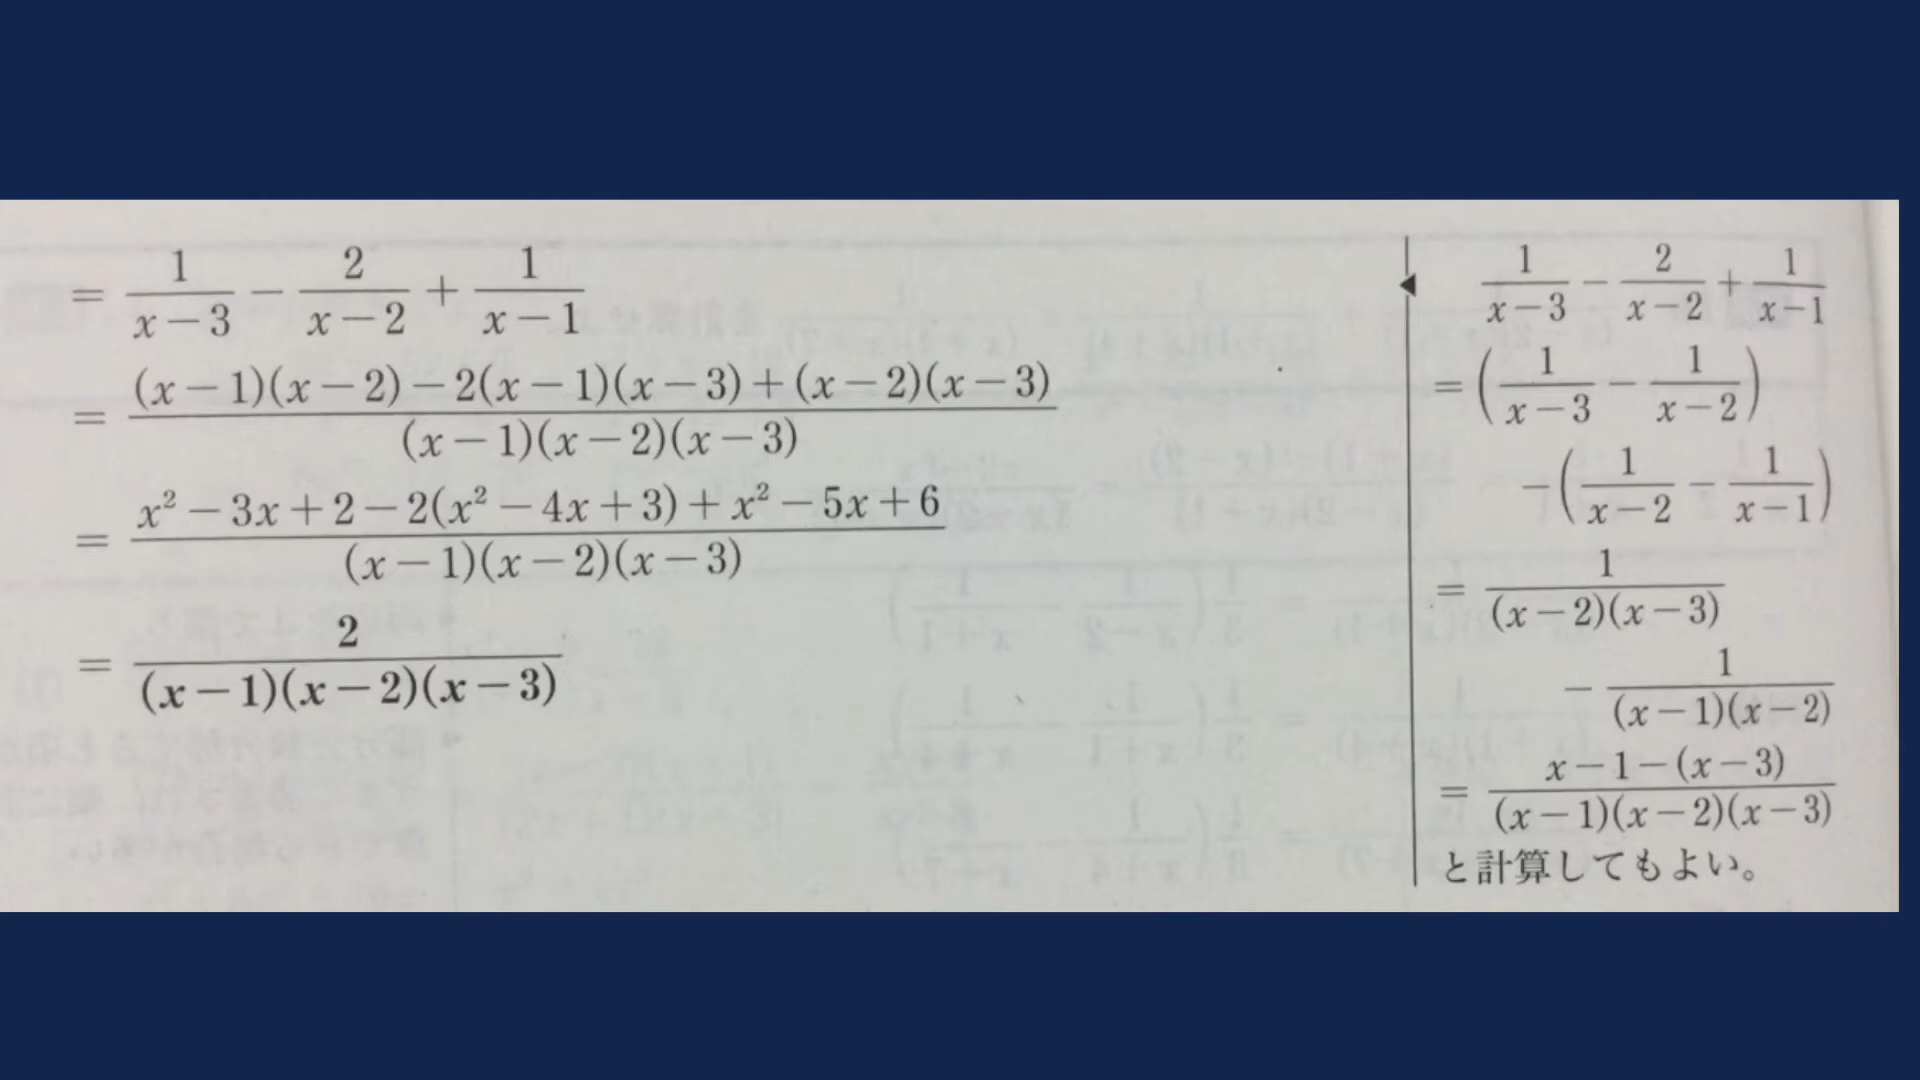 = 1/(x−3) − 2/(x−2) + 1/(x−1)
= ((x−1)(x−2)−2(x−1)(x−3)+(x−2)(x−3))/((x−1)(x−2)(x−3))
= (x²−3x+2−2(x²−4x+3)+x²−5x+6)/((x−1)(x−2)(x−3))
= 2/((x−1)(x−2)(x−3))
◀ 1/(x−3) − 2/(x−2) + 1/(x−1)
= (1/(x−3) − 1/(x−2))
−(1/(x−2) − 1/(x−1))
= 1/((x−2)(x−3))
− 1/((x−1)(x−2))
= (x−1−(x−3))/((x−1)(x−2)(x−3))
と計算してもよい。